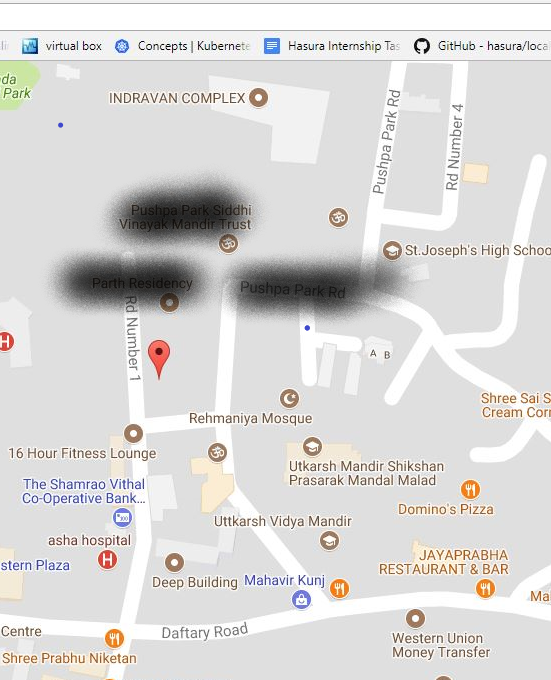 virtual box
Concepts | Kubernete
Hasura Internship Tas
GitHub - hasura/loca
Park
INDRAVAN COMPLEX
Pushpa Park Rd
Rd Number 4
Pushpa Park Siddhi
Vinayak Mandir Trust
St.Joseph's High Schoo
Parth Residency
Pushpa Park Rd
Rd Number 1
H
A B
Shree Sai S
Cream Corn
Rehmaniya Mosque
16 Hour Fitness Lounge
Utkarsh Mandir Shikshan
Prasarak Mandal Malad
The Shamrao Vithal
Co-Operative Bank...
Domino's Pizza
Uttkarsh Vidya Mandir
asha hospital
H
stern Plaza
JAYAPRABHA
RESTAURANT & BAR
Deep Building
Mahavir Kunj
Centre
Daftary Road
Western Union
Money Transfer
Shree Prabhu Niketan